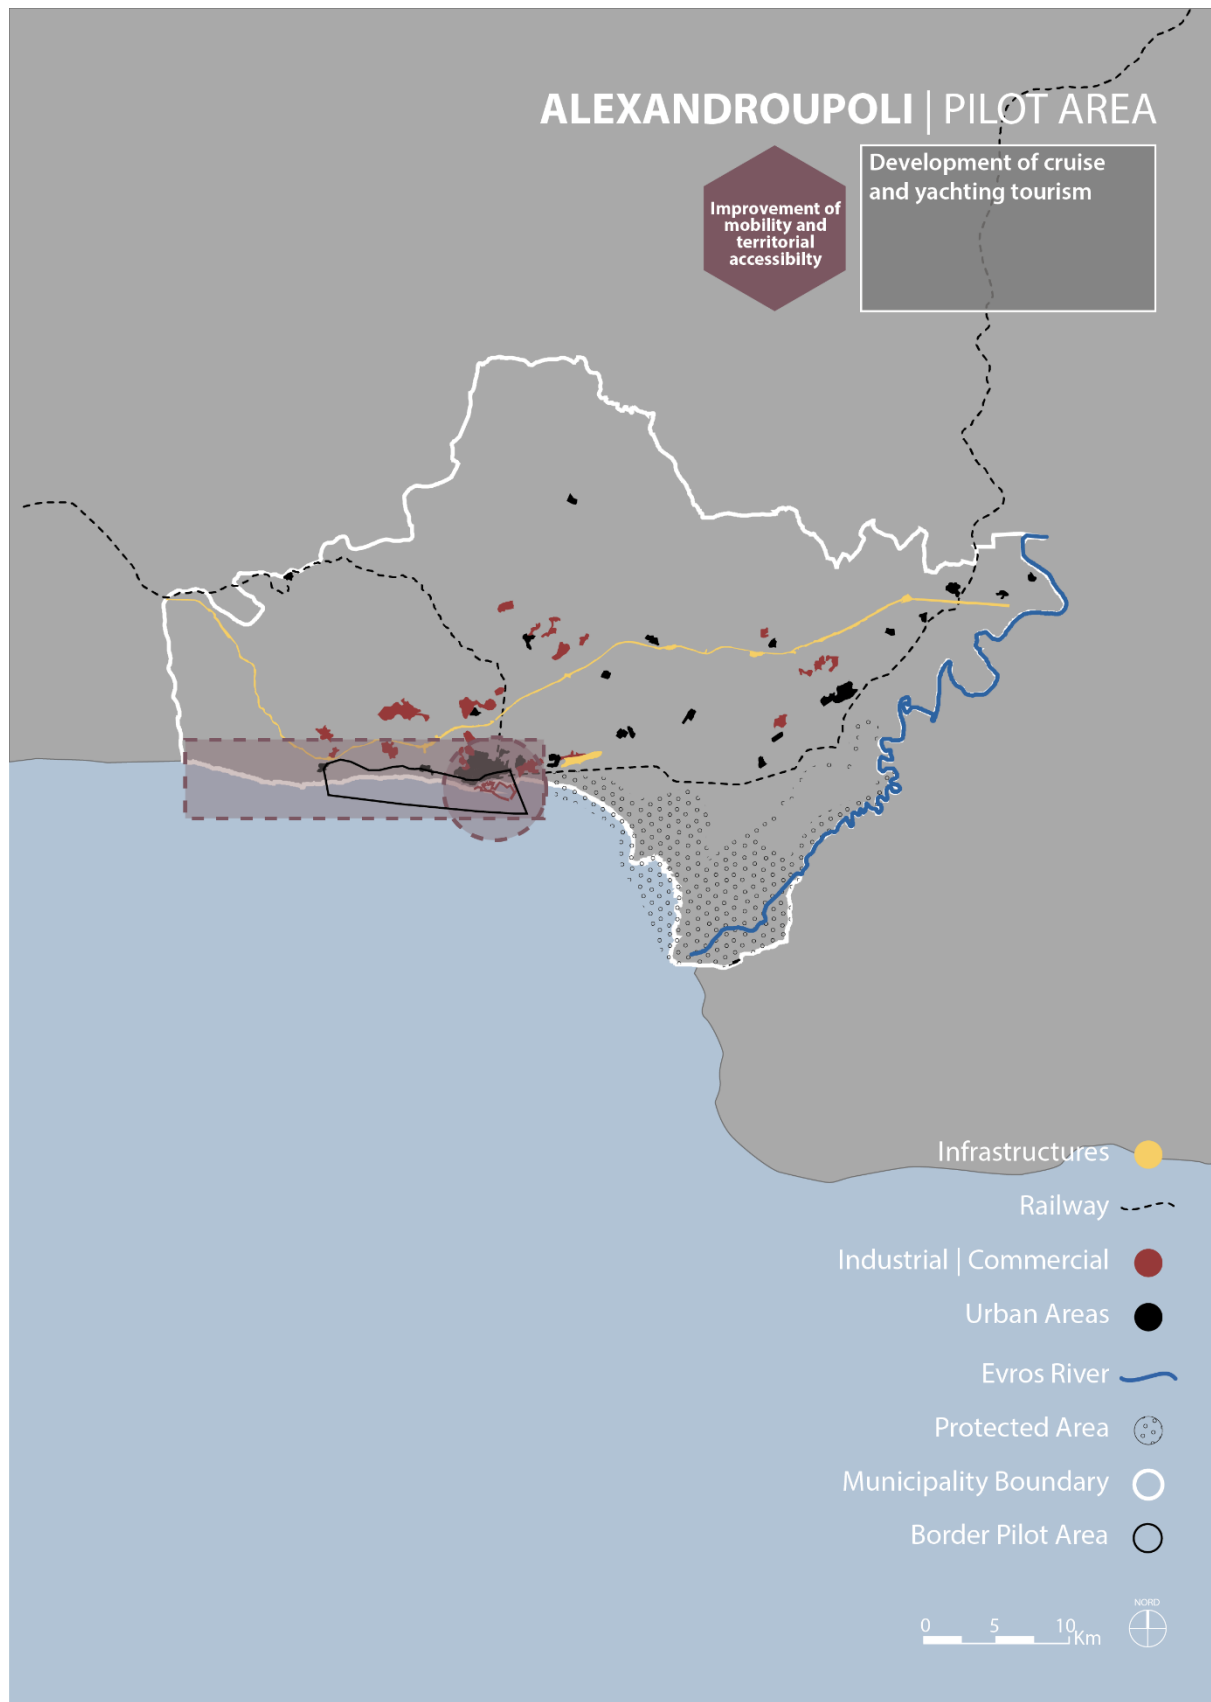 ALEXANDROUPOLI | PILOT AREA
Improvement of
mobility and
territorial
accessibilty
Development of cruise
and yachting tourism
Infrastructures
Railway
Industrial | Commercial
Urban Areas
Evros River
Protected Area
Municipality Boundary
Border Pilot Area
0 5 10 Km
NORD